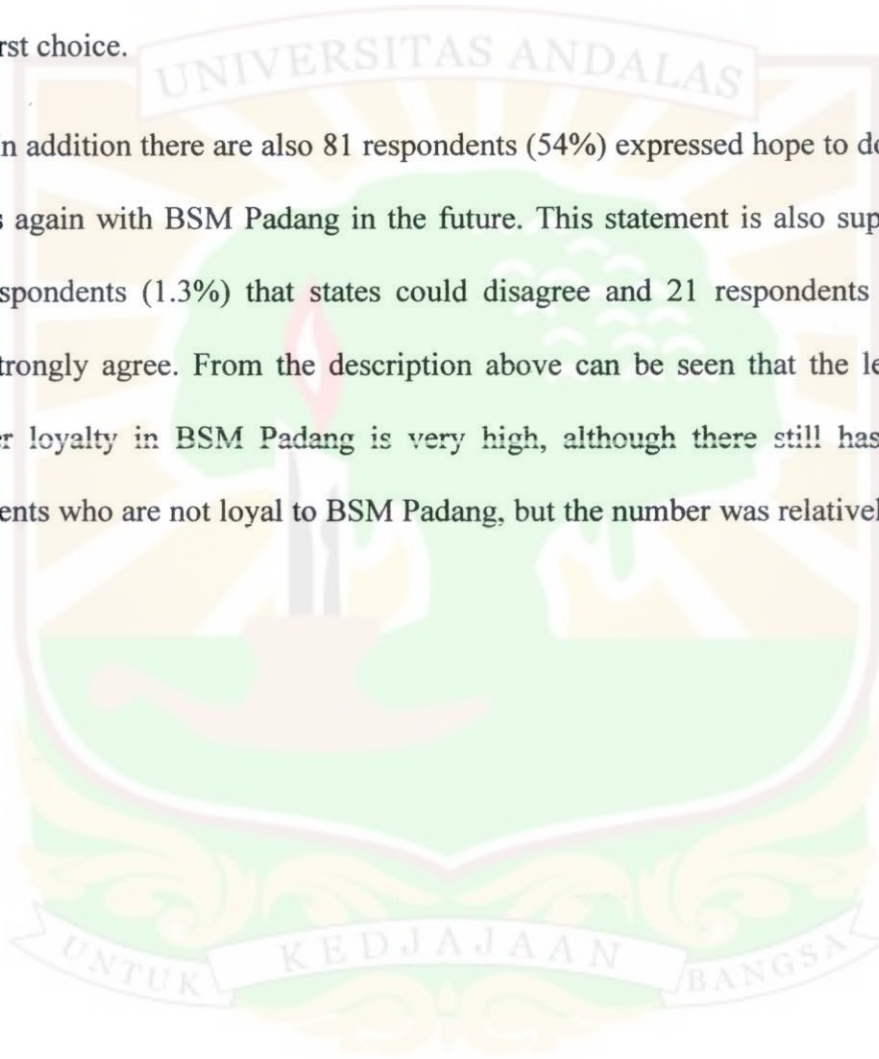 UNIVERSITAS ANDALAS
rst choice.
n addition there are also 81 respondents (54%) expressed hope to do
s again with BSM Padang in the future. This statement is also sup
spondents (1.3%) that states could disagree and 21 respondents
trongly agree. From the description above can be seen that the le
r loyalty in BSM Padang is very high, although there still has
ents who are not loyal to BSM Padang, but the number was relativel
UNTUK KEDJAJAAN BANGSA